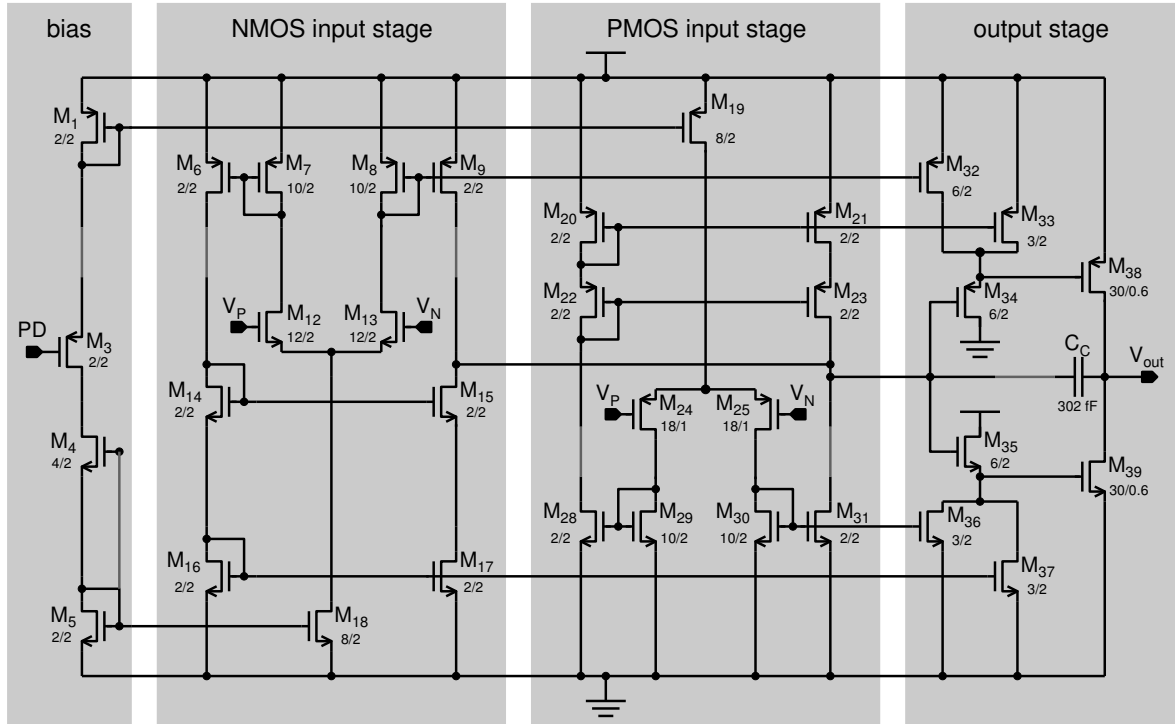 bias
NMOS input stage
PMOS input stage
output stage
M1
2/2
M19
8/2
M6
2/2
M7
10/2
M8
10/2
M9
2/2
M32
6/2
M20
2/2
M21
2/2
M33
3/2
M22
2/2
M23
2/2
M34
6/2
M38
30/0.6
VP
M12
12/2
M13
12/2
VN
PD
M3
2/2
CC
302 fF
Vout
M14
2/2
M15
2/2
VP
M24
18/1
M25
18/1
VN
M4
4/2
M35
6/2
M39
30/0.6
M28
2/2
M29
10/2
M30
10/2
M31
2/2
M36
3/2
M16
2/2
M17
2/2
M37
3/2
M5
2/2
M18
8/2